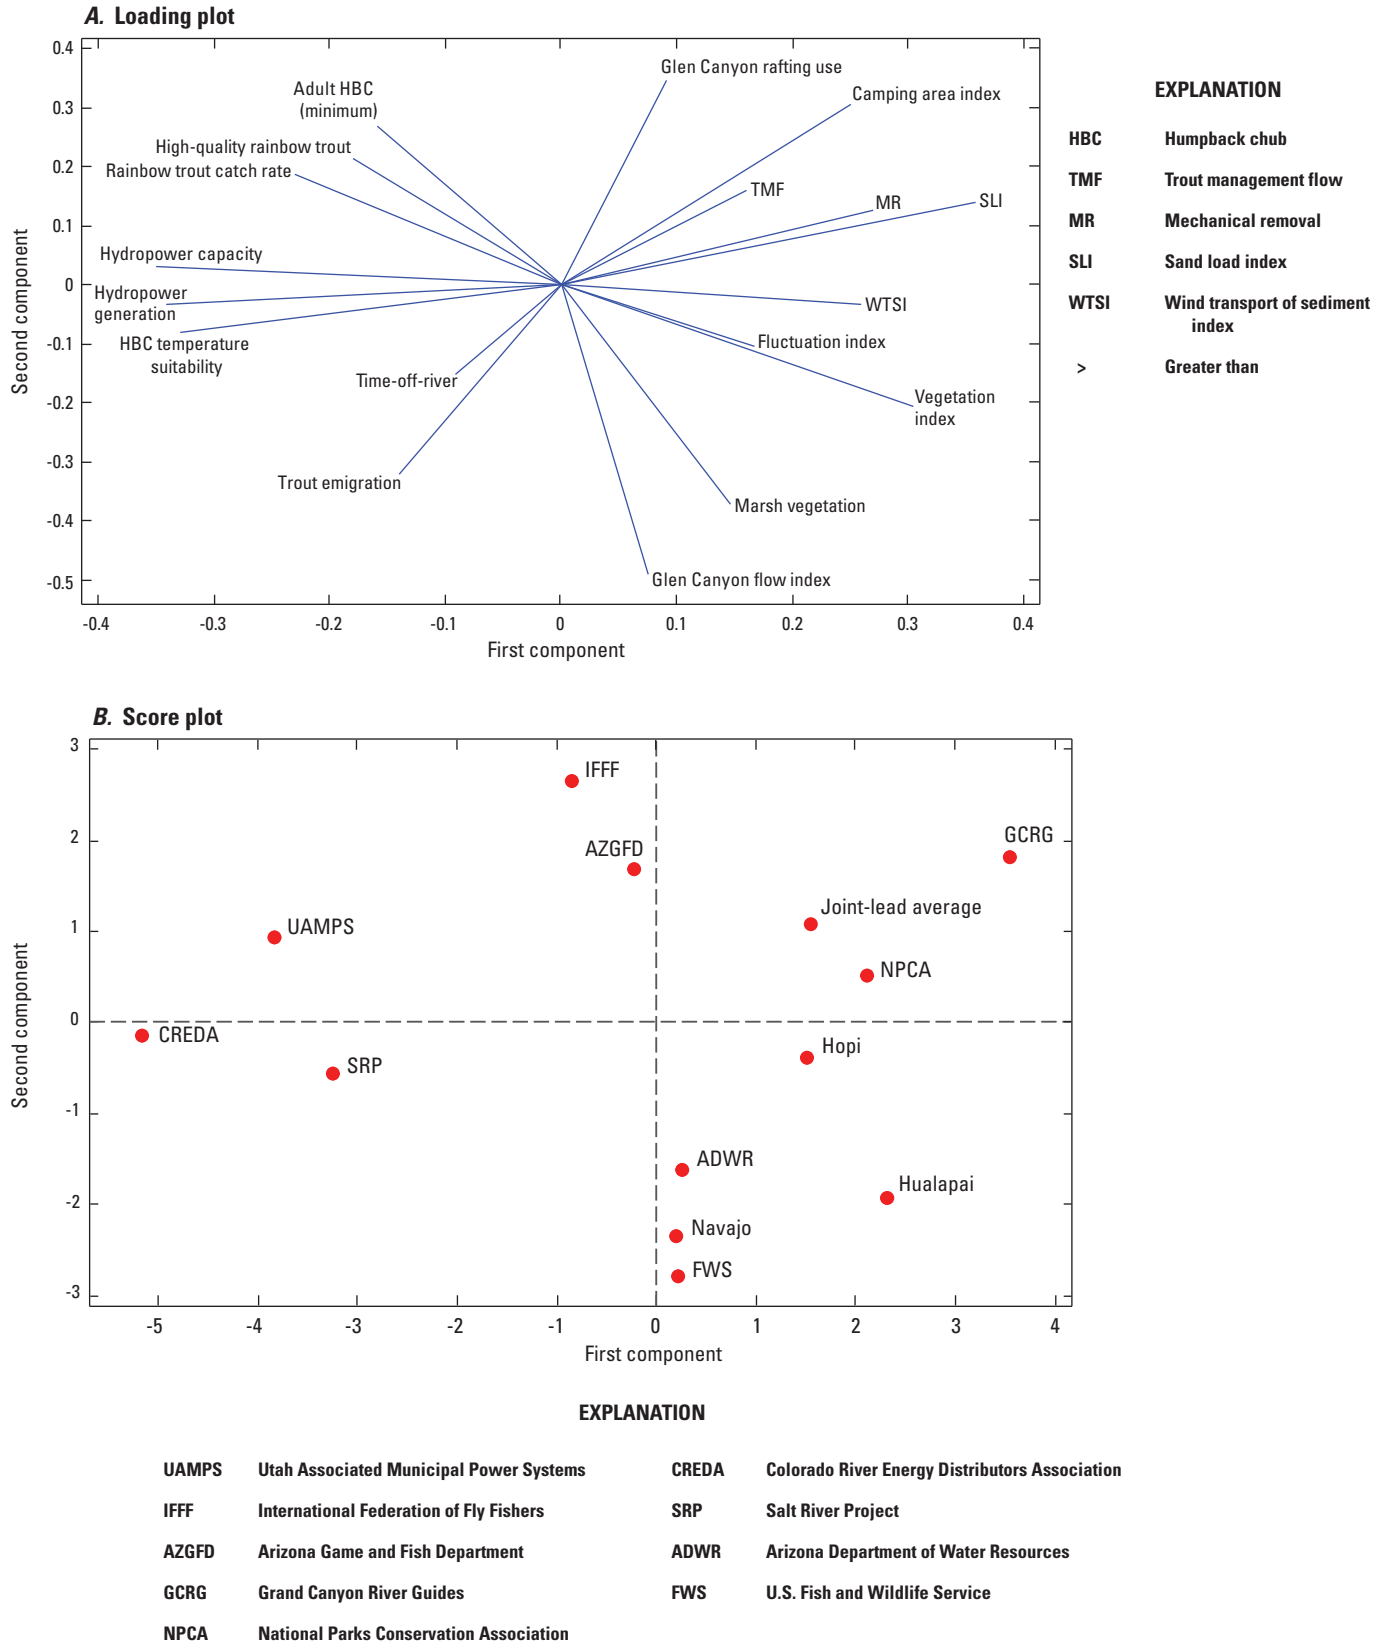 A. Loading plot
0.4
0.3
0.2
0.1
0
-0.1
-0.2
-0.3
-0.4
-0.5
Second component
Glen Canyon rafting use
Adult HBC
(minimum)
Camping area index
High-quality rainbow trout
Rainbow trout catch rate
TMF
MR
SLI
Hydropower capacity
Hydropower
generation
WTSI
HBC temperature
suitability
Fluctuation index
Time-off-river
Vegetation
index
Trout emigration
Marsh vegetation
Glen Canyon flow index
-0.4 -0.3 -0.2 -0.1 0 0.1 0.2 0.3 0.4
First component
EXPLANATION
HBC Humpback chub
TMF Trout management flow
MR Mechanical removal
SLI Sand load index
WTSI Wind transport of sediment
index
> Greater than
B. Score plot
3
2
1
0
-1
-2
-3
Second component
IFFF
GCRG
AZGFD
Joint-lead average
UAMPS
NPCA
CREDA
Hopi
SRP
ADWR
Hualapai
Navajo
FWS
-5 -4 -3 -2 -1 0 1 2 3 4
First component
EXPLANATION
UAMPS Utah Associated Municipal Power Systems
IFFF International Federation of Fly Fishers
AZGFD Arizona Game and Fish Department
GCRG Grand Canyon River Guides
NPCA National Parks Conservation Association
CREDA Colorado River Energy Distributors Association
SRP Salt River Project
ADWR Arizona Department of Water Resources
FWS U.S. Fish and Wildlife Service